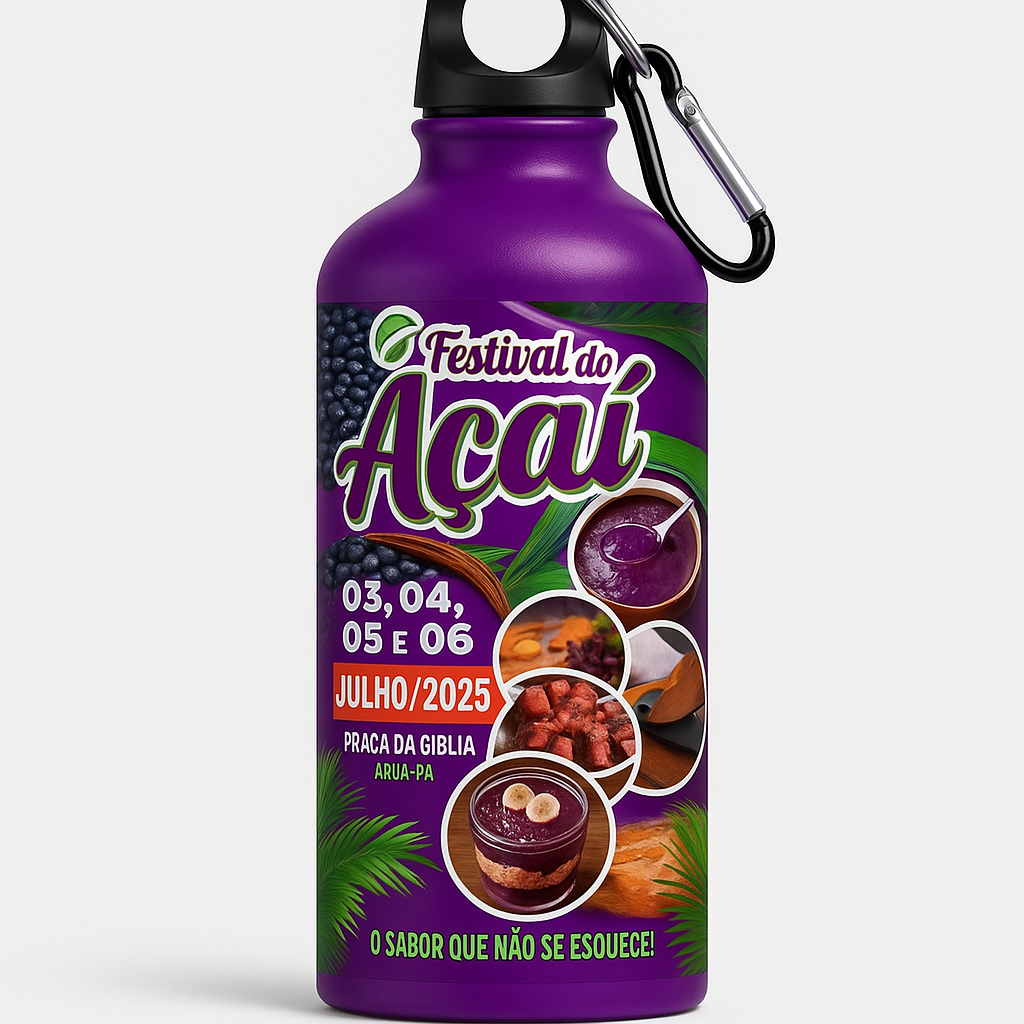 Festival do
Açaí
03, 04,
05 E 06
JULHO/2025
PRACA DA GIBLIA
ARUA-PA
O SABOR QUE NÃO SE ESOUECE!